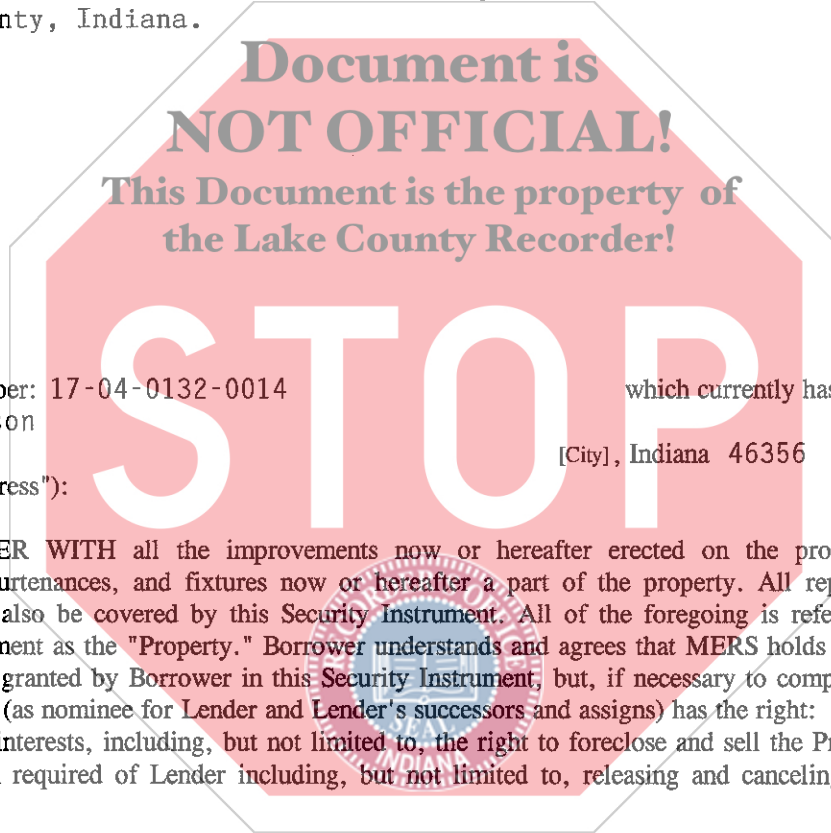 nty, Indiana.
Document is
NOT OFFICIAL!
This Document is the property of
the Lake County Recorder!
STOP
ber: 17-04-0132-0014 which currently has
son
[City], Indiana 46356
ress"):
ER WITH all the improvements now or hereafter erected on the pro
urtenances, and fixtures now or hereafter a part of the property. All rep
also be covered by this Security Instrument. All of the foregoing is refe
ment as the "Property." Borrower understands and agrees that MERS holds
granted by Borrower in this Security Instrument, but, if necessary to comp
(as nominee for Lender and Lender's successors and assigns) has the right:
interests, including, but not limited to, the right to foreclose and sell the Pr
required of Lender including, but not limited to, releasing and canceling
RECORDER'S OFFICE
SEAL
INDIANA